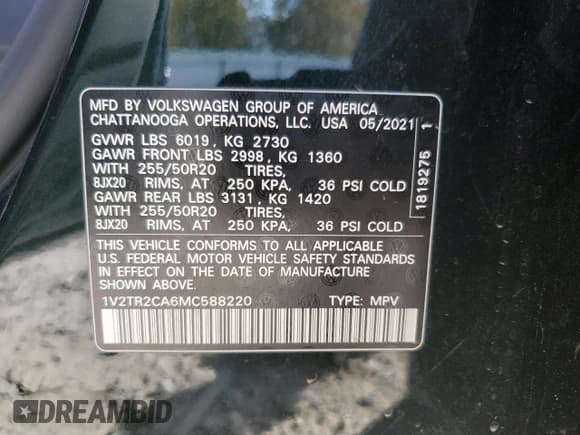 MFD BY VOLKSWAGEN GROUP OF AMERICA
CHATTANOOGA OPERATIONS, LLC. USA 05/2021
GVWR LBS 6019, KG 2730
GAWR FRONT LBS 2998, KG 1360
WITH 255/50R20 TIRES,
8JX20 RIMS, AT 250 KPA, 36 PSI COLD
GAWR REAR LBS 3131, KG 1420
WITH 255/50R20 TIRES,
8JX20 RIMS, AT 250 KPA, 36 PSI COLD
THIS VEHICLE CONFORMS TO ALL APPLICABLE
U.S. FEDERAL MOTOR VEHICLE SAFETY STANDARDS
IN EFFECT ON THE DATE OF MANUFACTURE
SHOWN ABOVE.
1V2TR2CA6MC588220 TYPE: MPV
1819275 1
DREAMBID